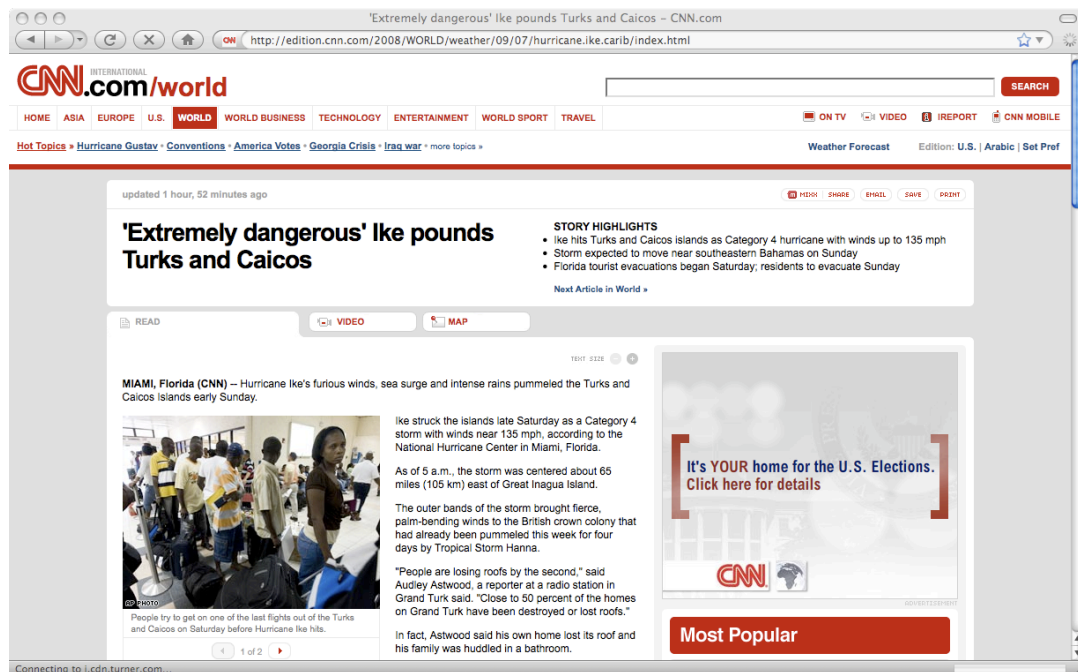 'Extremely dangerous' Ike pounds Turks and Caicos – CNN.com
CNN http://edition.cnn.com/2008/WORLD/weather/09/07/hurricane.ike.carib/index.html
INTERNATIONAL
CNN.com/world
SEARCH
HOME ASIA EUROPE U.S. WORLD WORLD BUSINESS TECHNOLOGY ENTERTAINMENT WORLD SPORT TRAVEL ON TV VIDEO IREPORT CNN MOBILE
Hot Topics » Hurricane Gustav • Conventions • America Votes • Georgia Crisis • Iraq war • more topics » Weather Forecast Edition: U.S. | Arabic | Set Pref
updated 1 hour, 52 minutes ago
MIXX SHARE EMAIL SAVE PRINT
'Extremely dangerous' Ike pounds
Turks and Caicos
STORY HIGHLIGHTS
• Ike hits Turks and Caicos islands as Category 4 hurricane with winds up to 135 mph
• Storm expected to move near southeastern Bahamas on Sunday
• Florida tourist evacuations began Saturday; residents to evacuate Sunday
Next Article in World »
READ VIDEO MAP
TEXT SIZE
MIAMI, Florida (CNN) -- Hurricane Ike's furious winds, sea surge and intense rains pummeled the Turks and
Caicos Islands early Sunday.
AP PHOTO
People try to get on one of the last flights out of the Turks
and Caicos on Saturday before Hurricane Ike hits.
1 of 2
Ike struck the islands late Saturday as a Category 4
storm with winds near 135 mph, according to the
National Hurricane Center in Miami, Florida.
As of 5 a.m., the storm was centered about 65
miles (105 km) east of Great Inagua Island.
The outer bands of the storm brought fierce,
palm-bending winds to the British crown colony that
had already been pummeled this week for four
days by Tropical Storm Hanna.
"People are losing roofs by the second," said
Audley Astwood, a reporter at a radio station in
Grand Turk said. "Close to 50 percent of the homes
on Grand Turk have been destroyed or lost roofs."
In fact, Astwood said his own home lost its roof and
his family was huddled in a bathroom.
It's YOUR home for the U.S. Elections.
Click here for details
CNN
ADVERTISEMENT
Most Popular
Connecting to i.cdn.turner.com...